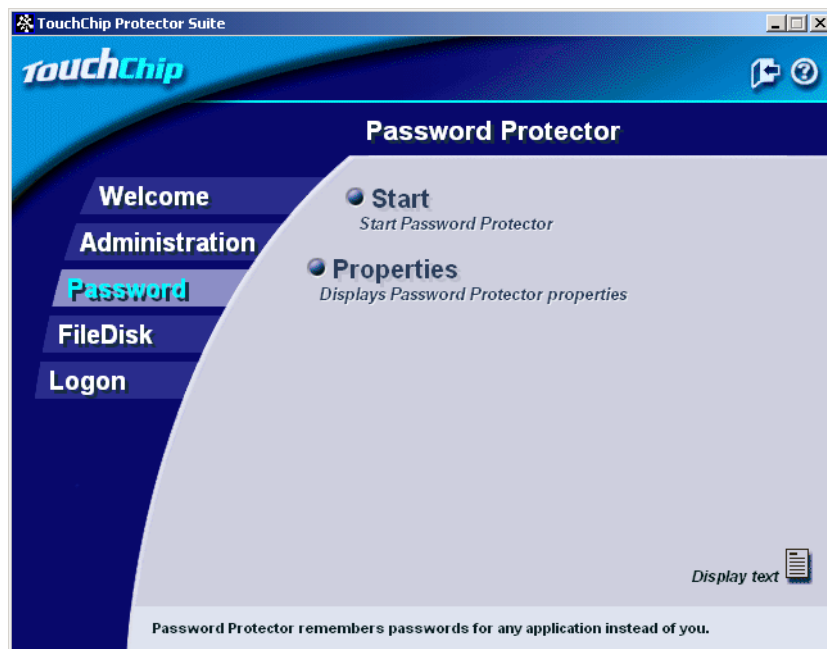 TouchChip Protector Suite
TouchChip
Password Protector
Welcome
Administration
Password
FileDisk
Logon
Start
Start Password Protector
Properties
Displays Password Protector properties
Display text
Password Protector remembers passwords for any application instead of you.